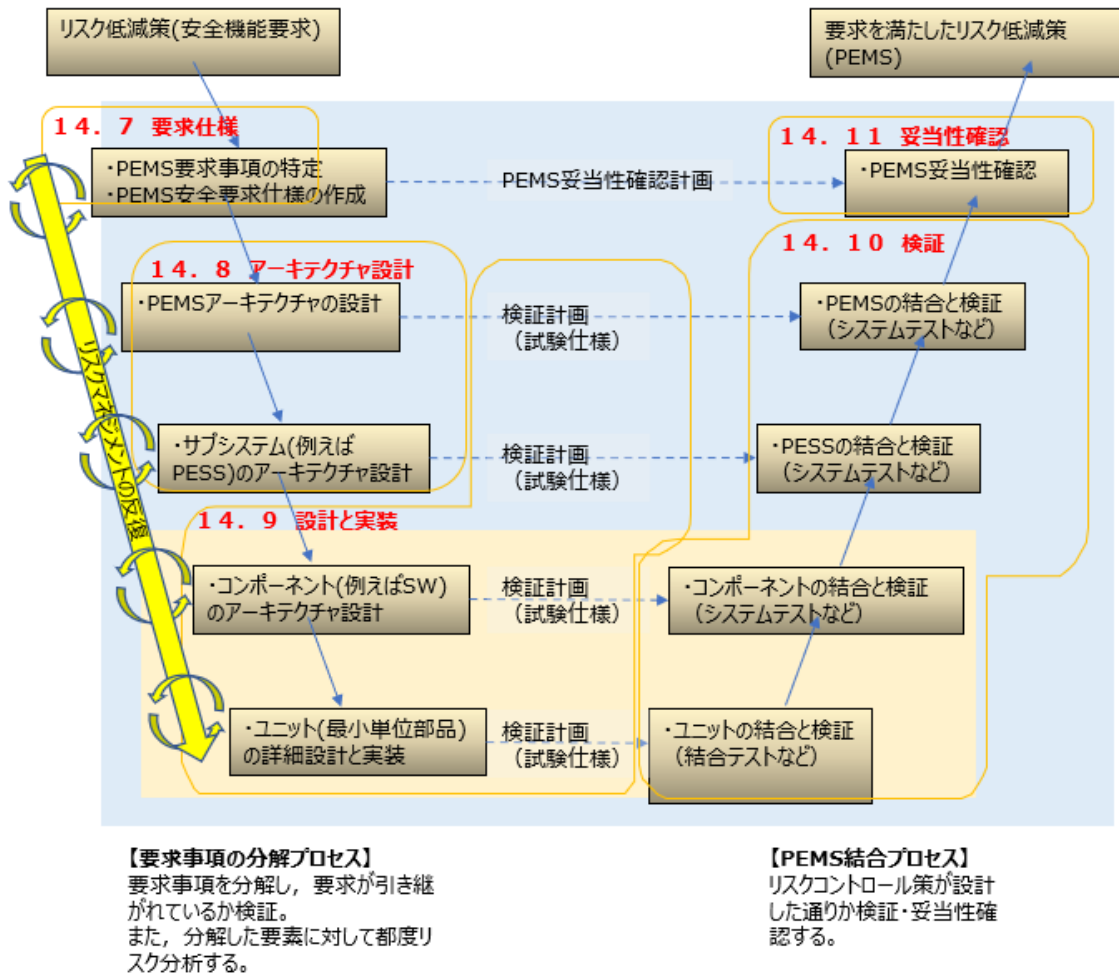 リスク低減策(安全機能要求)
要求を満たしたリスク低減策
(PEMS)
14.7 要求仕様
・PEMS要求事項の特定
・PEMS安全要求仕様の作成
PEMS妥当性確認計画
14.11 妥当性確認
・PEMS妥当性確認
14.8 アーキテクチャ設計
・PEMSアーキテクチャの設計
検証計画
(試験仕様)
14.10 検証
・PEMSの結合と検証
(システムテストなど)
・サブシステム(例えば
PESS)のアーキテクチャ設計
検証計画
(試験仕様)
・PESSの結合と検証
(システムテストなど)
リスクマネジメントの反復
14.9 設計と実装
・コンポーネント(例えばSW)
のアーキテクチャ設計
検証計画
(試験仕様)
・コンポーネントの結合と検証
(システムテストなど)
・ユニット(最小単位部品)
の詳細設計と実装
検証計画
(試験仕様)
・ユニットの結合と検証
(結合テストなど)
【要求事項の分解プロセス】
要求事項を分解し，要求が引き継
がれているか検証。
また，分解した要素に対して都度リ
スク分析する。
【PEMS結合プロセス】
リスクコントロール策が設計
した通りか検証・妥当性確
認する。